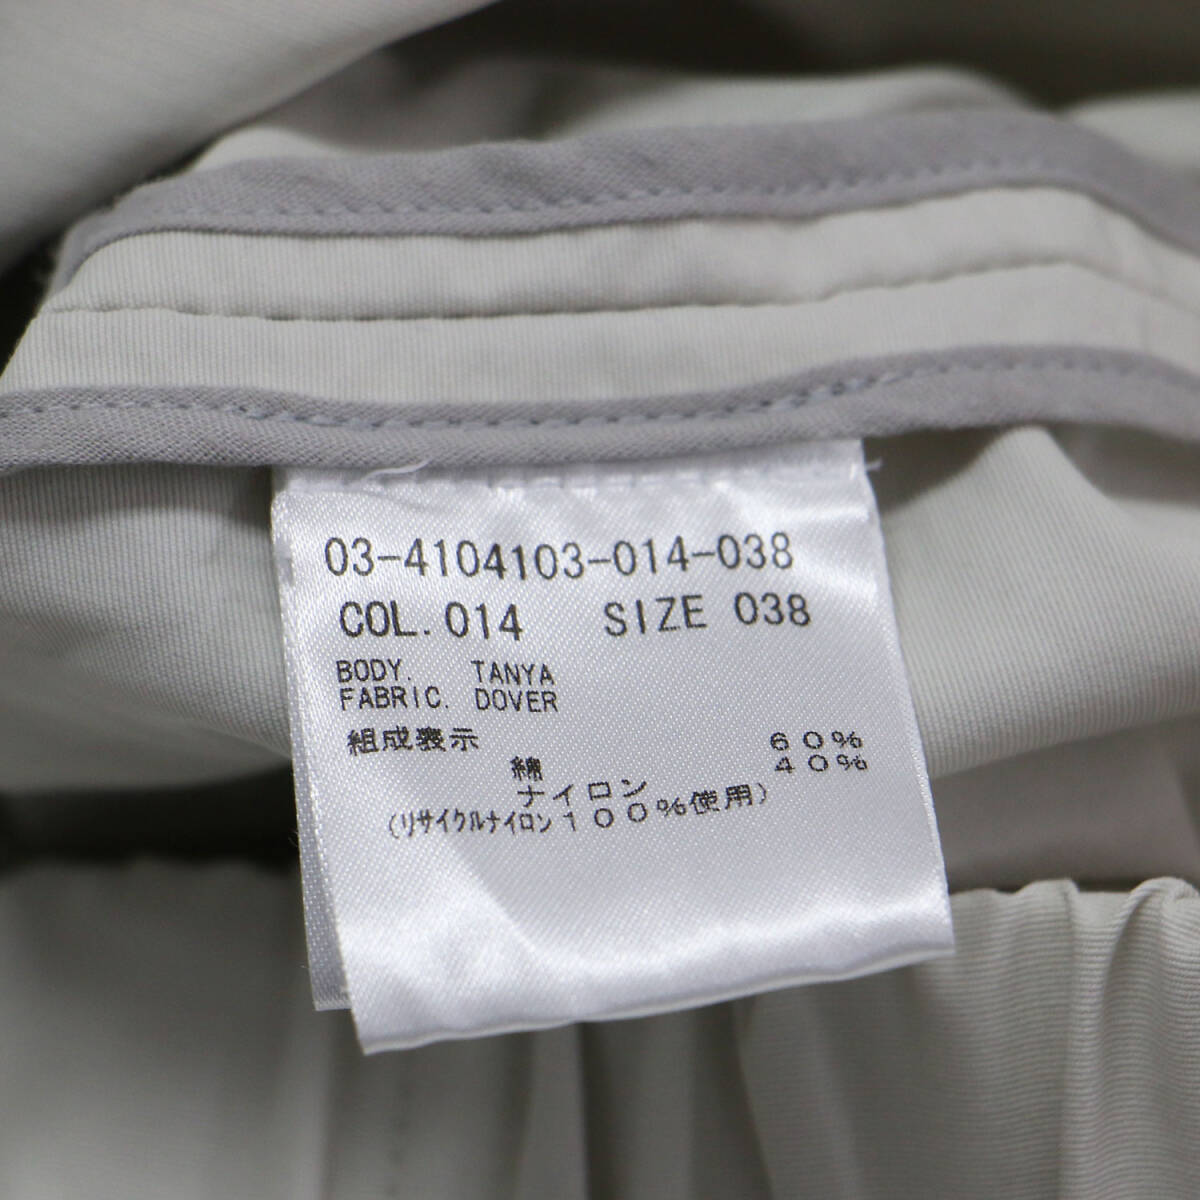 03-4104103-014-038
COL.014 SIZE 038
BODY. TANYA
FABRIC. DOVER
組成表示
綿 60%
ナイロン 40%
(リサイクルナイロン100%使用)